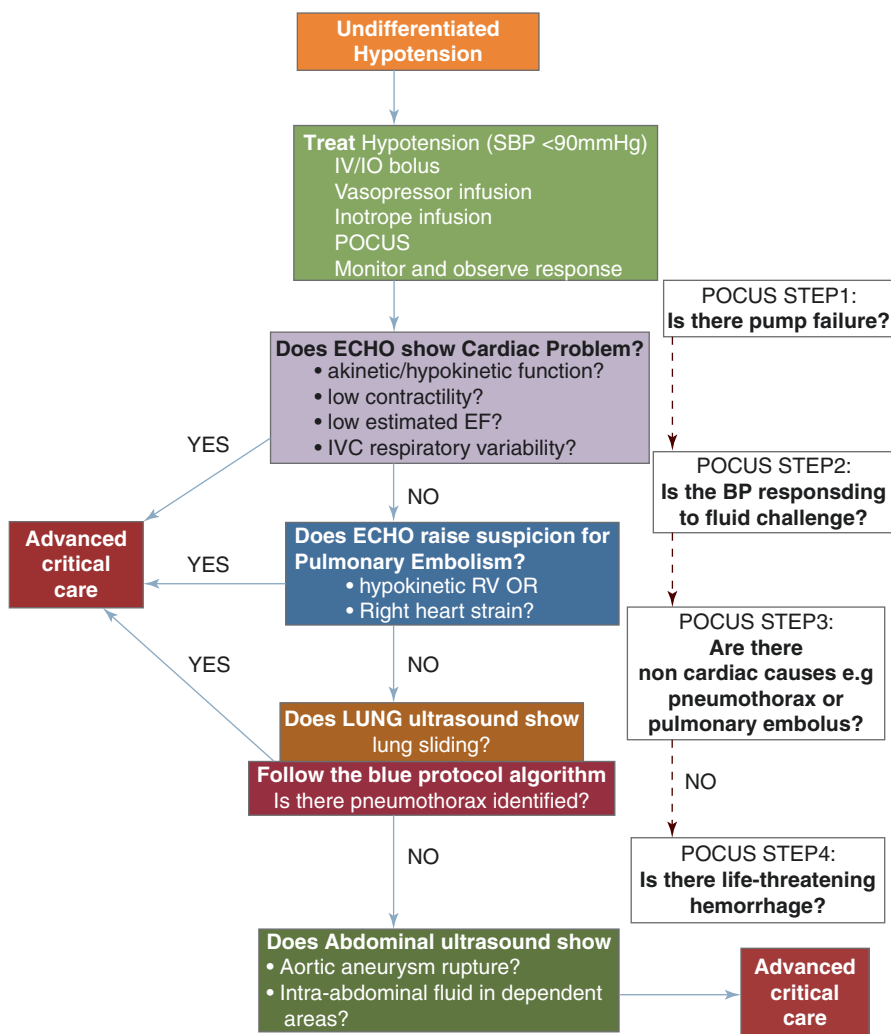 Undifferentiated
Hypotension
Treat Hypotension (SBP <90mmHg)
IV/IO bolus
Vasopressor infusion
Inotrope infusion
POCUS
Monitor and observe response
Does ECHO show Cardiac Problem?
• akinetic/hypokinetic function?
• low contractility?
• low estimated EF?
• IVC respiratory variability?
YES
NO
Advanced
critical
care
YES
Does ECHO raise suspicion for
Pulmonary Embolism?
• hypokinetic RV OR
• Right heart strain?
YES
NO
Does LUNG ultrasound show
lung sliding?
Follow the blue protocol algorithm
Is there pneumothorax identified?
NO
Does Abdominal ultrasound show
• Aortic aneurysm rupture?
• Intra-abdominal fluid in dependent
areas?
Advanced
critical
care
POCUS STEP1:
Is there pump failure?
POCUS STEP2:
Is the BP responsding
to fluid challenge?
POCUS STEP3:
Are there
non cardiac causes e.g
pneumothorax or
pulmonary embolus?
NO
POCUS STEP4:
Is there life-threatening
hemorrhage?